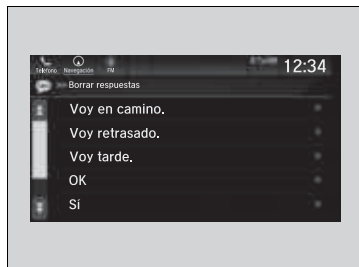 Teléfono Navegación FM
12:34
Borrar respuestas
Voy en camino.
Voy retrasado.
Voy tarde.
OK
Sí